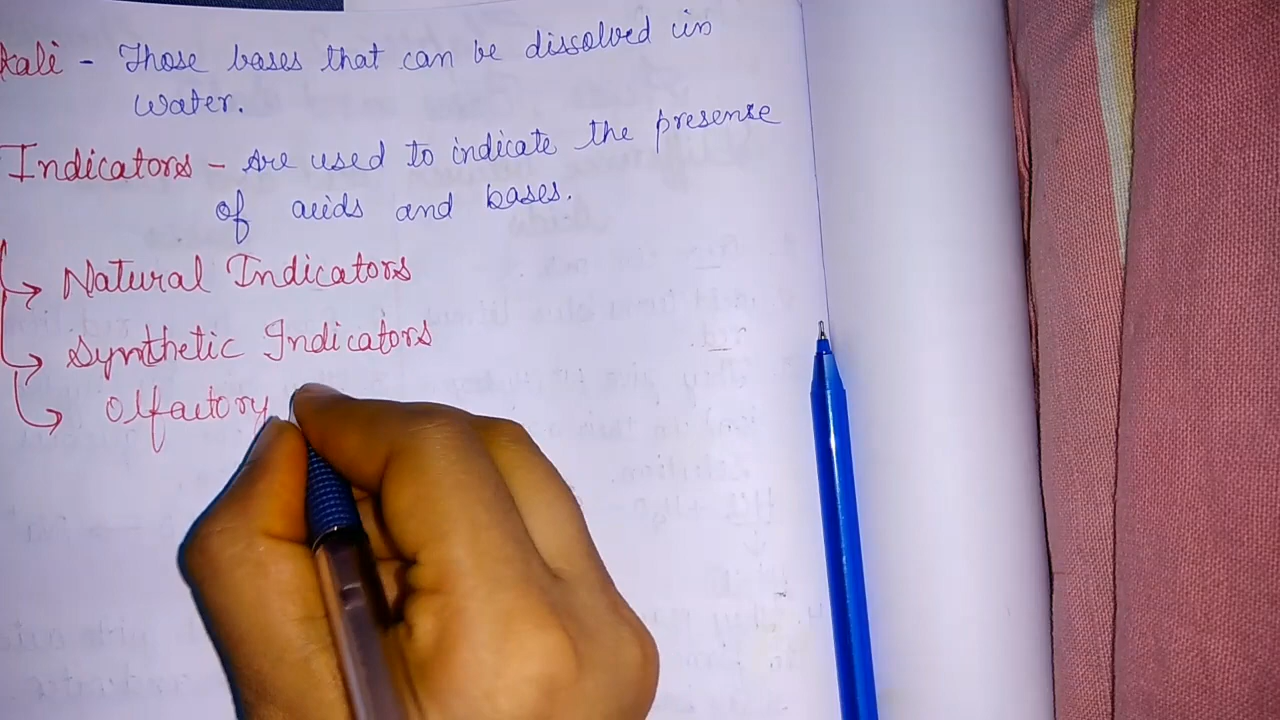 kali - Those bases that can be dissolved in
water.
Indicators - Are used to indicate the presense
of acids and bases.
Natural Indicators
Synthetic Indicators
Olfactory